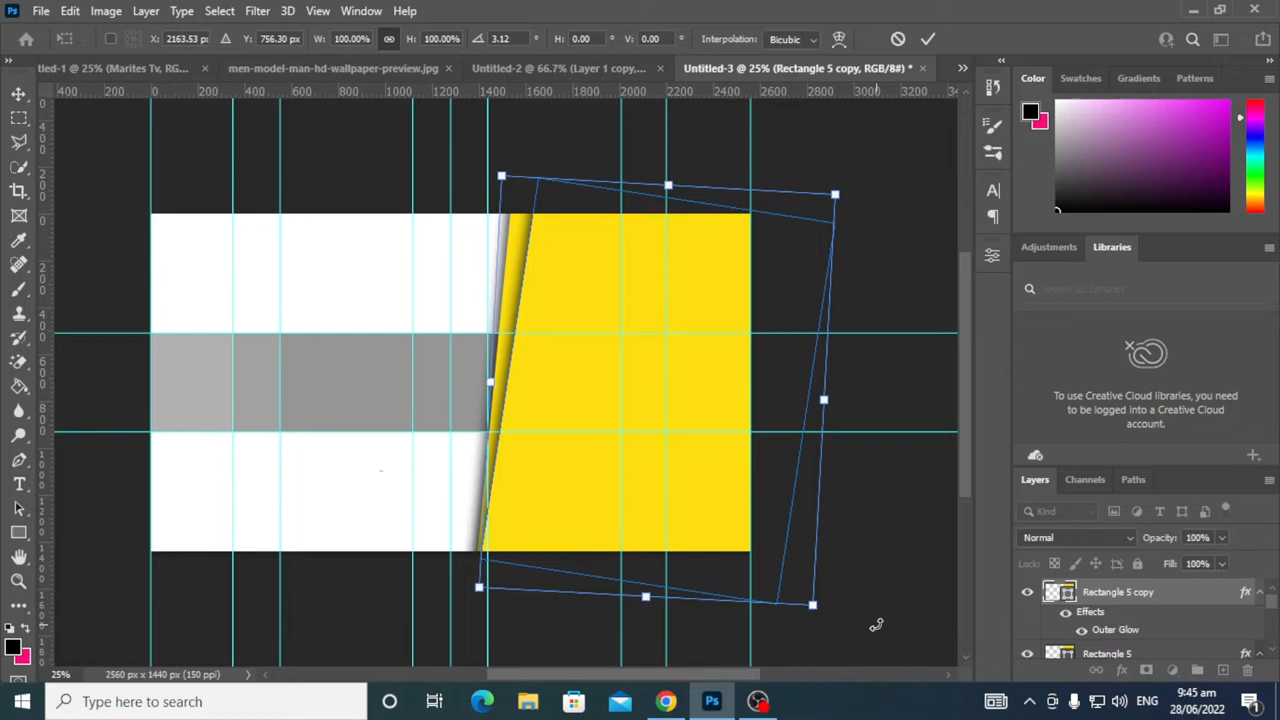 Ps File Edit Image Layer Type Select Filter 3D View Window Help
X: 2163.53 p: Y: 756.30 px W: 100.00% H: 100.00% 3.12 ° H: 0.00 ° V: 0.00 ° Interpolation: Bicubic
tled-1 @ 25% (Marites Tv, RG... × men-model-man-hd-wallpaper-preview.jpg × Untitled-2 @ 66.7% (Layer 1 copy,... × Untitled-3 @ 25% (Rectangle 5 copy, RGB/8#) * ×
400 200 0 200 400 600 800 1000 1200 1400 1600 1800 2000 2200 2400 2600 2800 3000 3200
Color Swatches Gradients Patterns
Adjustments Libraries
Search all libraries
To use Creative Cloud libraries, you
need to be logged into a Creative Cloud
account.
Layers Channels Paths
Kind
Normal Opacity: 100%
Lock: Fill: 100%
Rectangle 5 copy fx
Effects
Outer Glow
Rectangle 5 fx
25% 2560 px x 1440 px (150 ppi)
Type here to search
Ps
ENG
9:45 am
28/06/2022
1